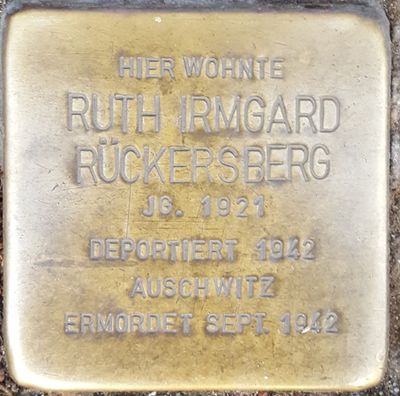 HIER WOHNTE
RUTH IRMGARD
RÜCKERSBERG
JG. 1921
DEPORTIERT 1942
AUSCHWITZ
ERMORDET SEPT. 1942